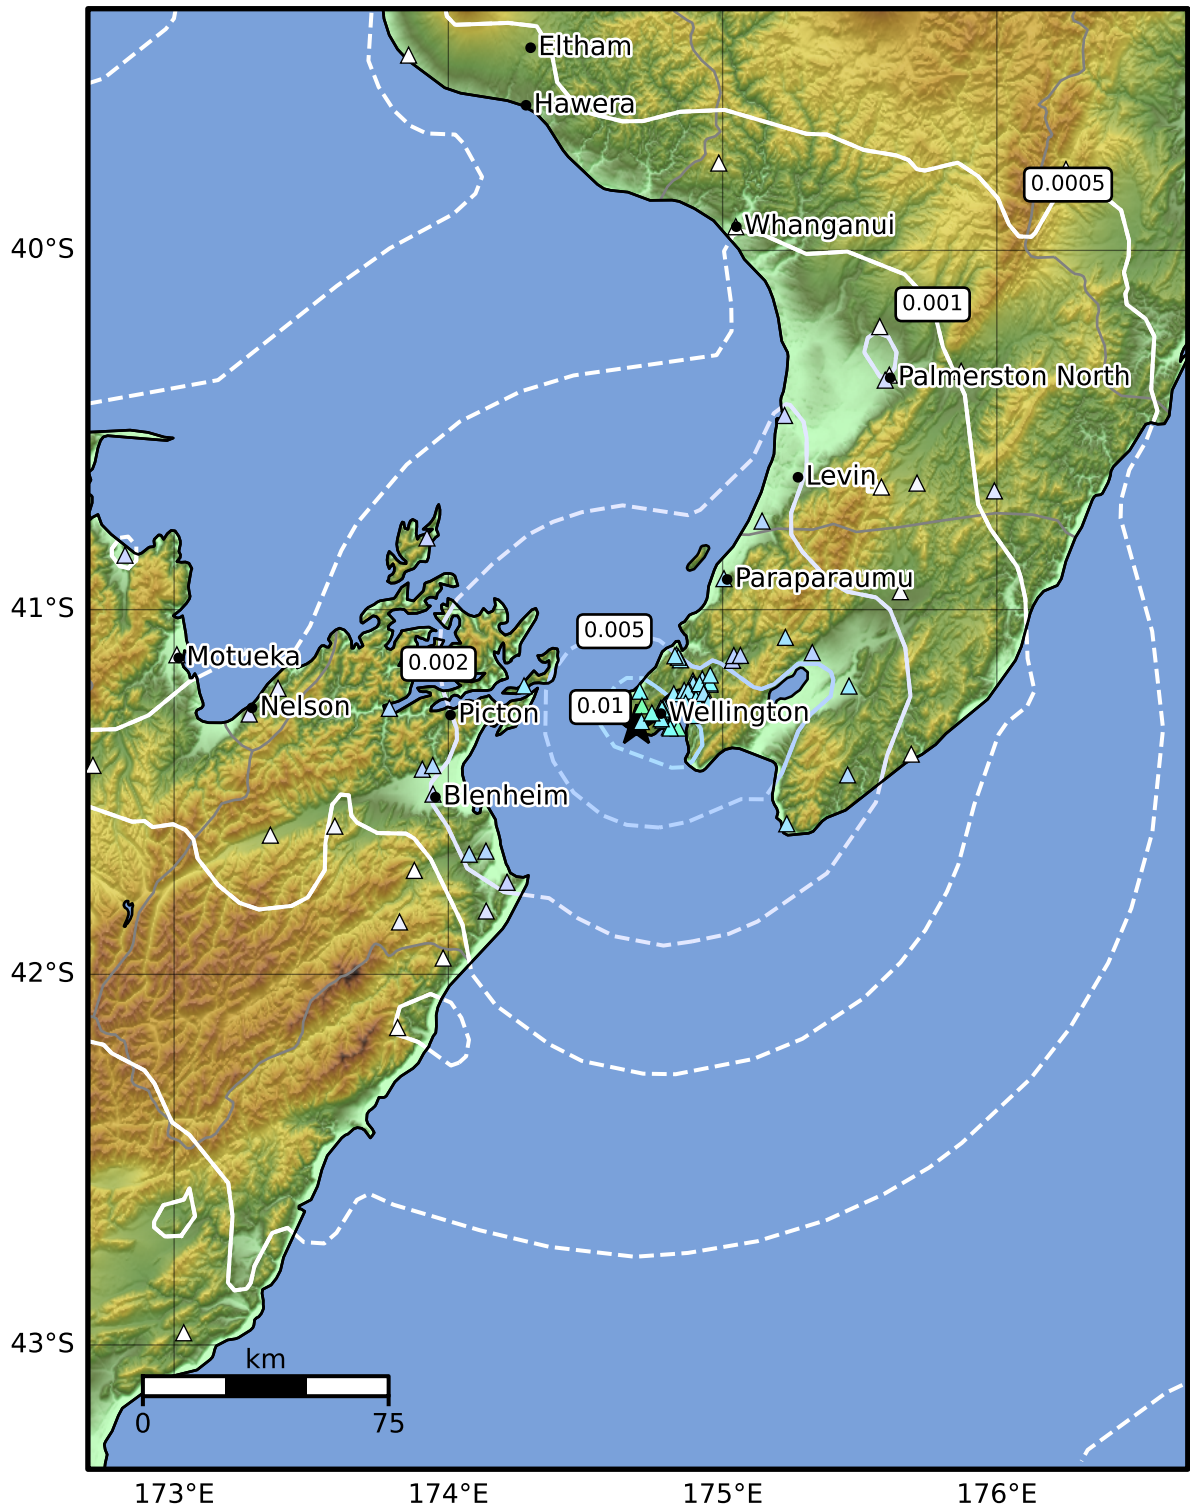 Eltham
Hawera
0.0005
Whanganui
40°S
0.001
Palmerston North
Levin
Paraparaumu
41°S
0.005
Motueka
0.002
Nelson
Picton
0.01
Wellington
Blenheim
42°S
43°S
km
0
75
173°E
174°E
175°E
176°E